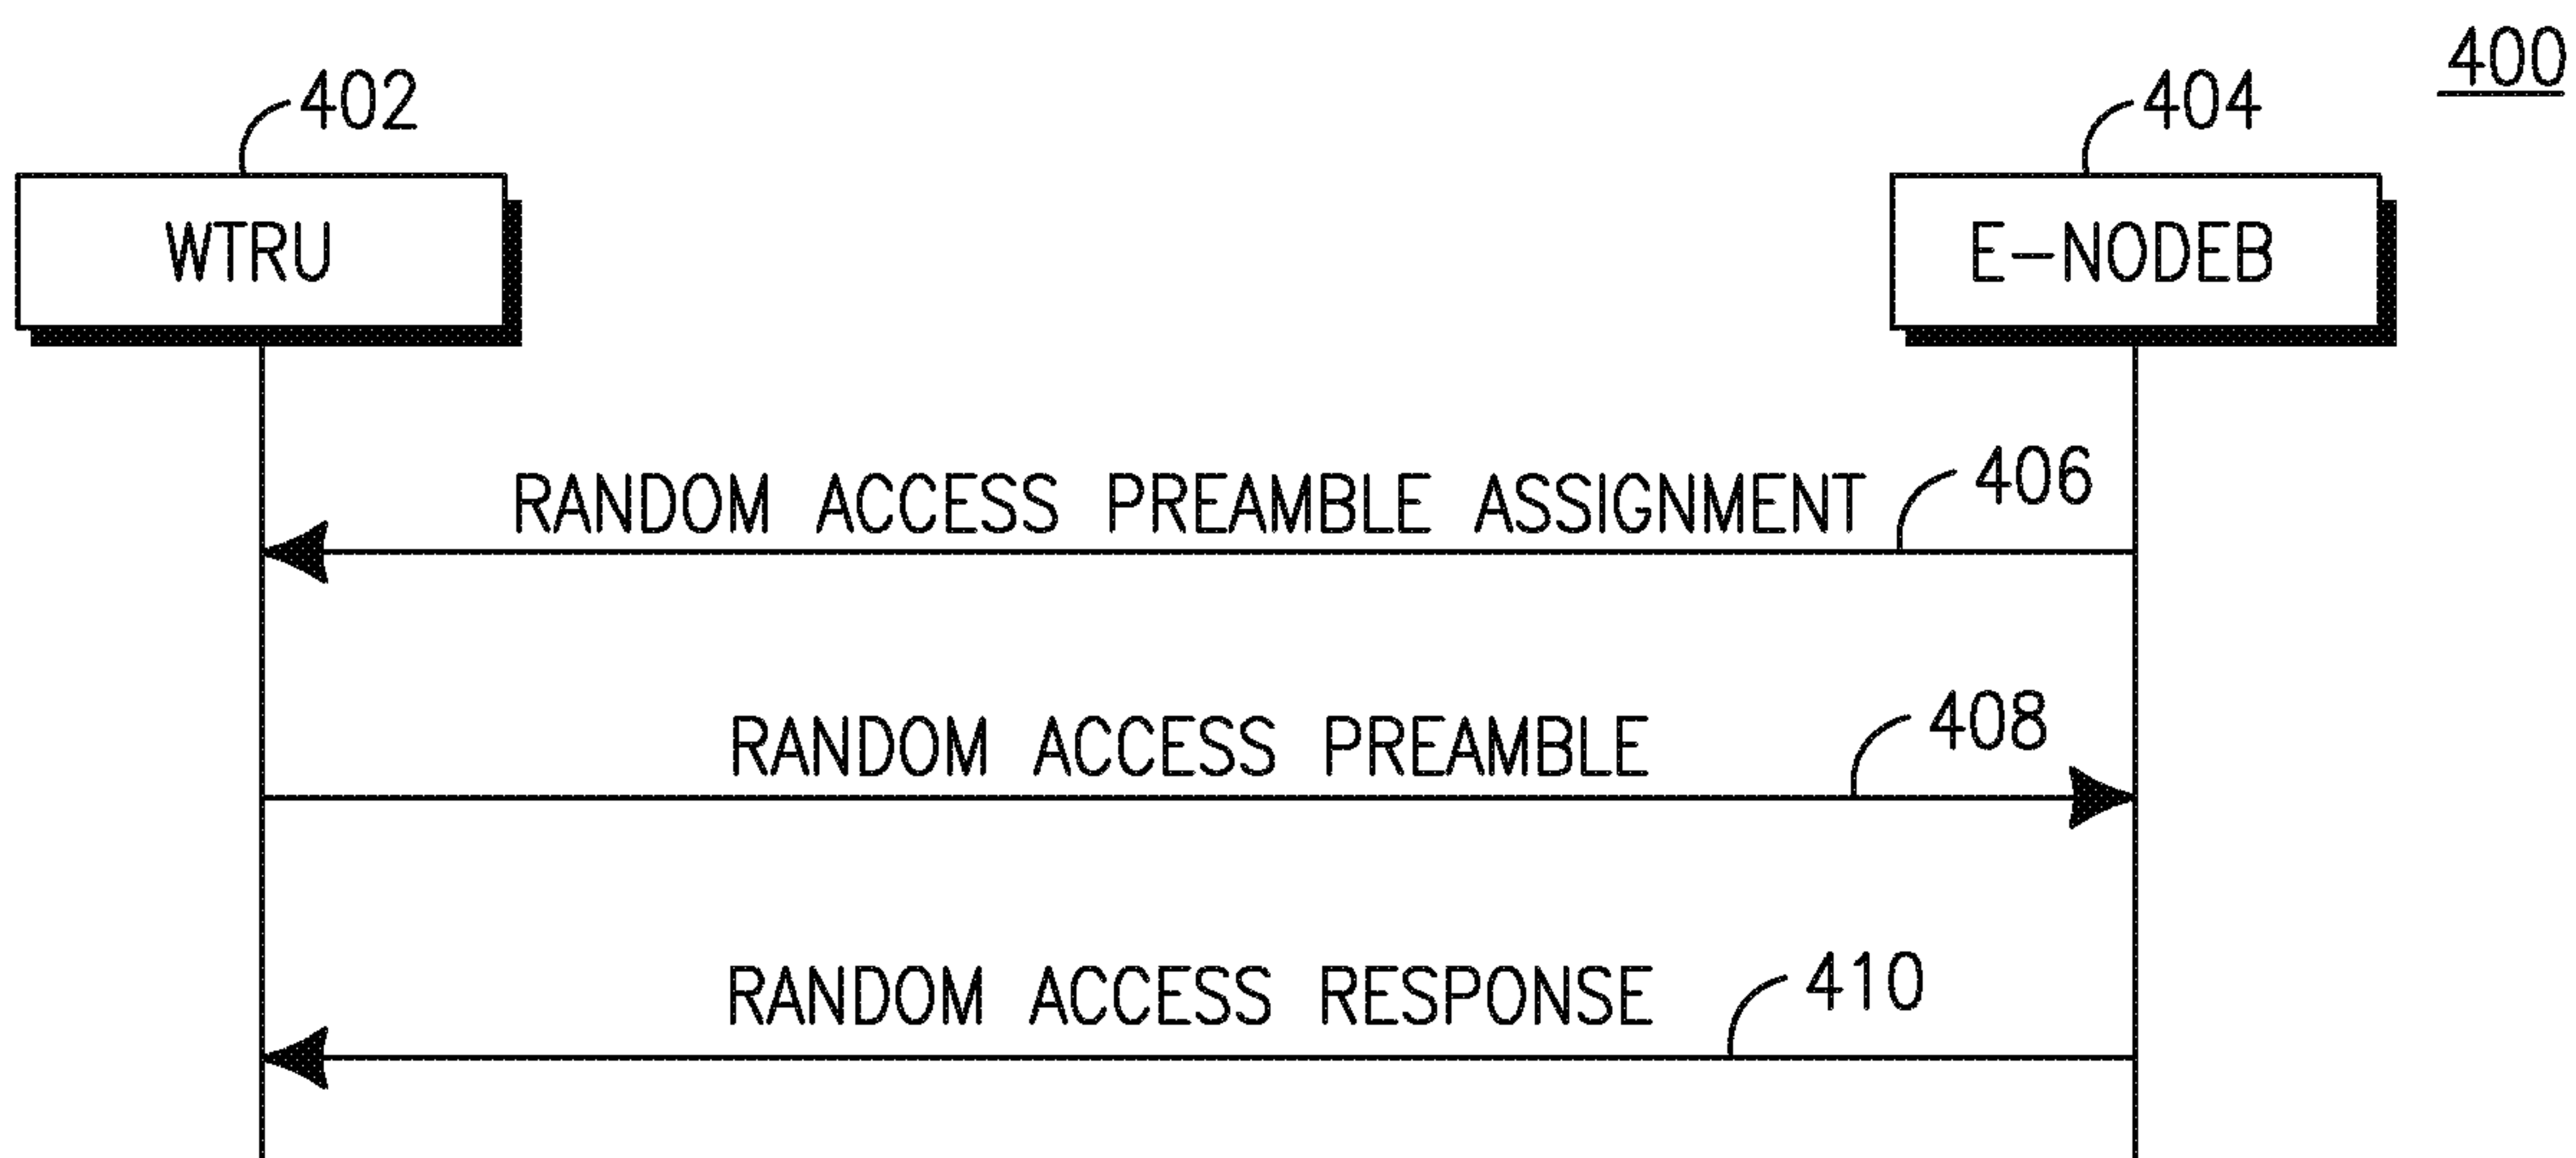 400
402
404
WTRU
E-NODEB
RANDOM ACCESS PREAMBLE ASSIGNMENT
406
RANDOM ACCESS PREAMBLE
408
RANDOM ACCESS RESPONSE
410